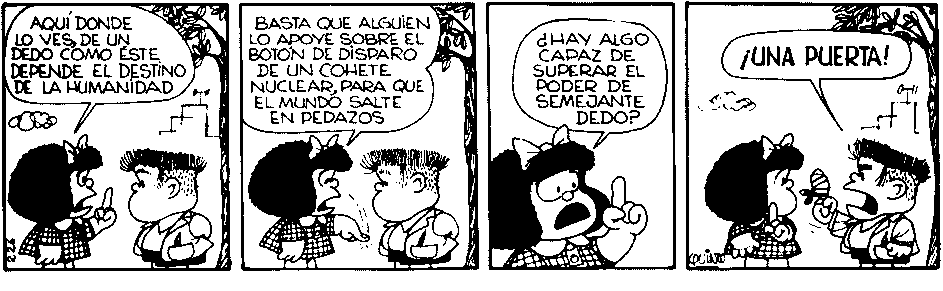 AQUÍ DONDE
LO VES, DE UN
DEDO COMO ÉSTE
DEPENDE EL DESTINO
DE LA HUMANIDAD
BASTA QUE ALGUIEN
LO APOYE SOBRE EL
BOTÓN DE DISPARO
DE UN COHETE
NUCLEAR, PARA QUE
EL MUNDO SALTE
EN PEDAZOS
¿HAY ALGO
CAPAZ DE
SUPERAR EL
PODER DE
SEMEJANTE
DEDO?
¡UNA PUERTA!
QUINO